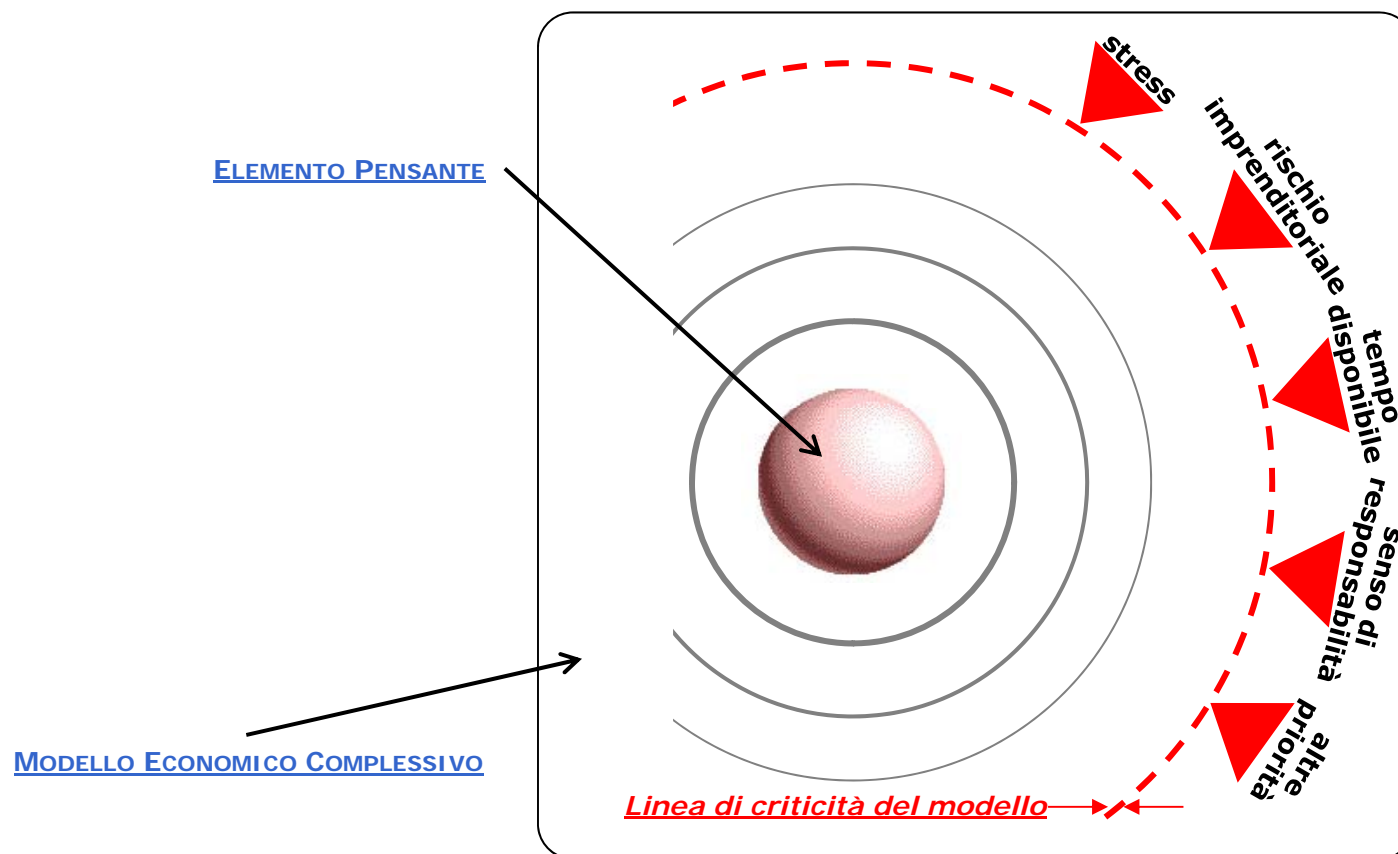 stress
rischio
imprenditoriale
ELEMENTO PENSANTE
tempo
disponibile
senso di
responsabilità
altre
priorità
MODELLO ECONOMICO COMPLESSIVO
Linea di criticità del modello